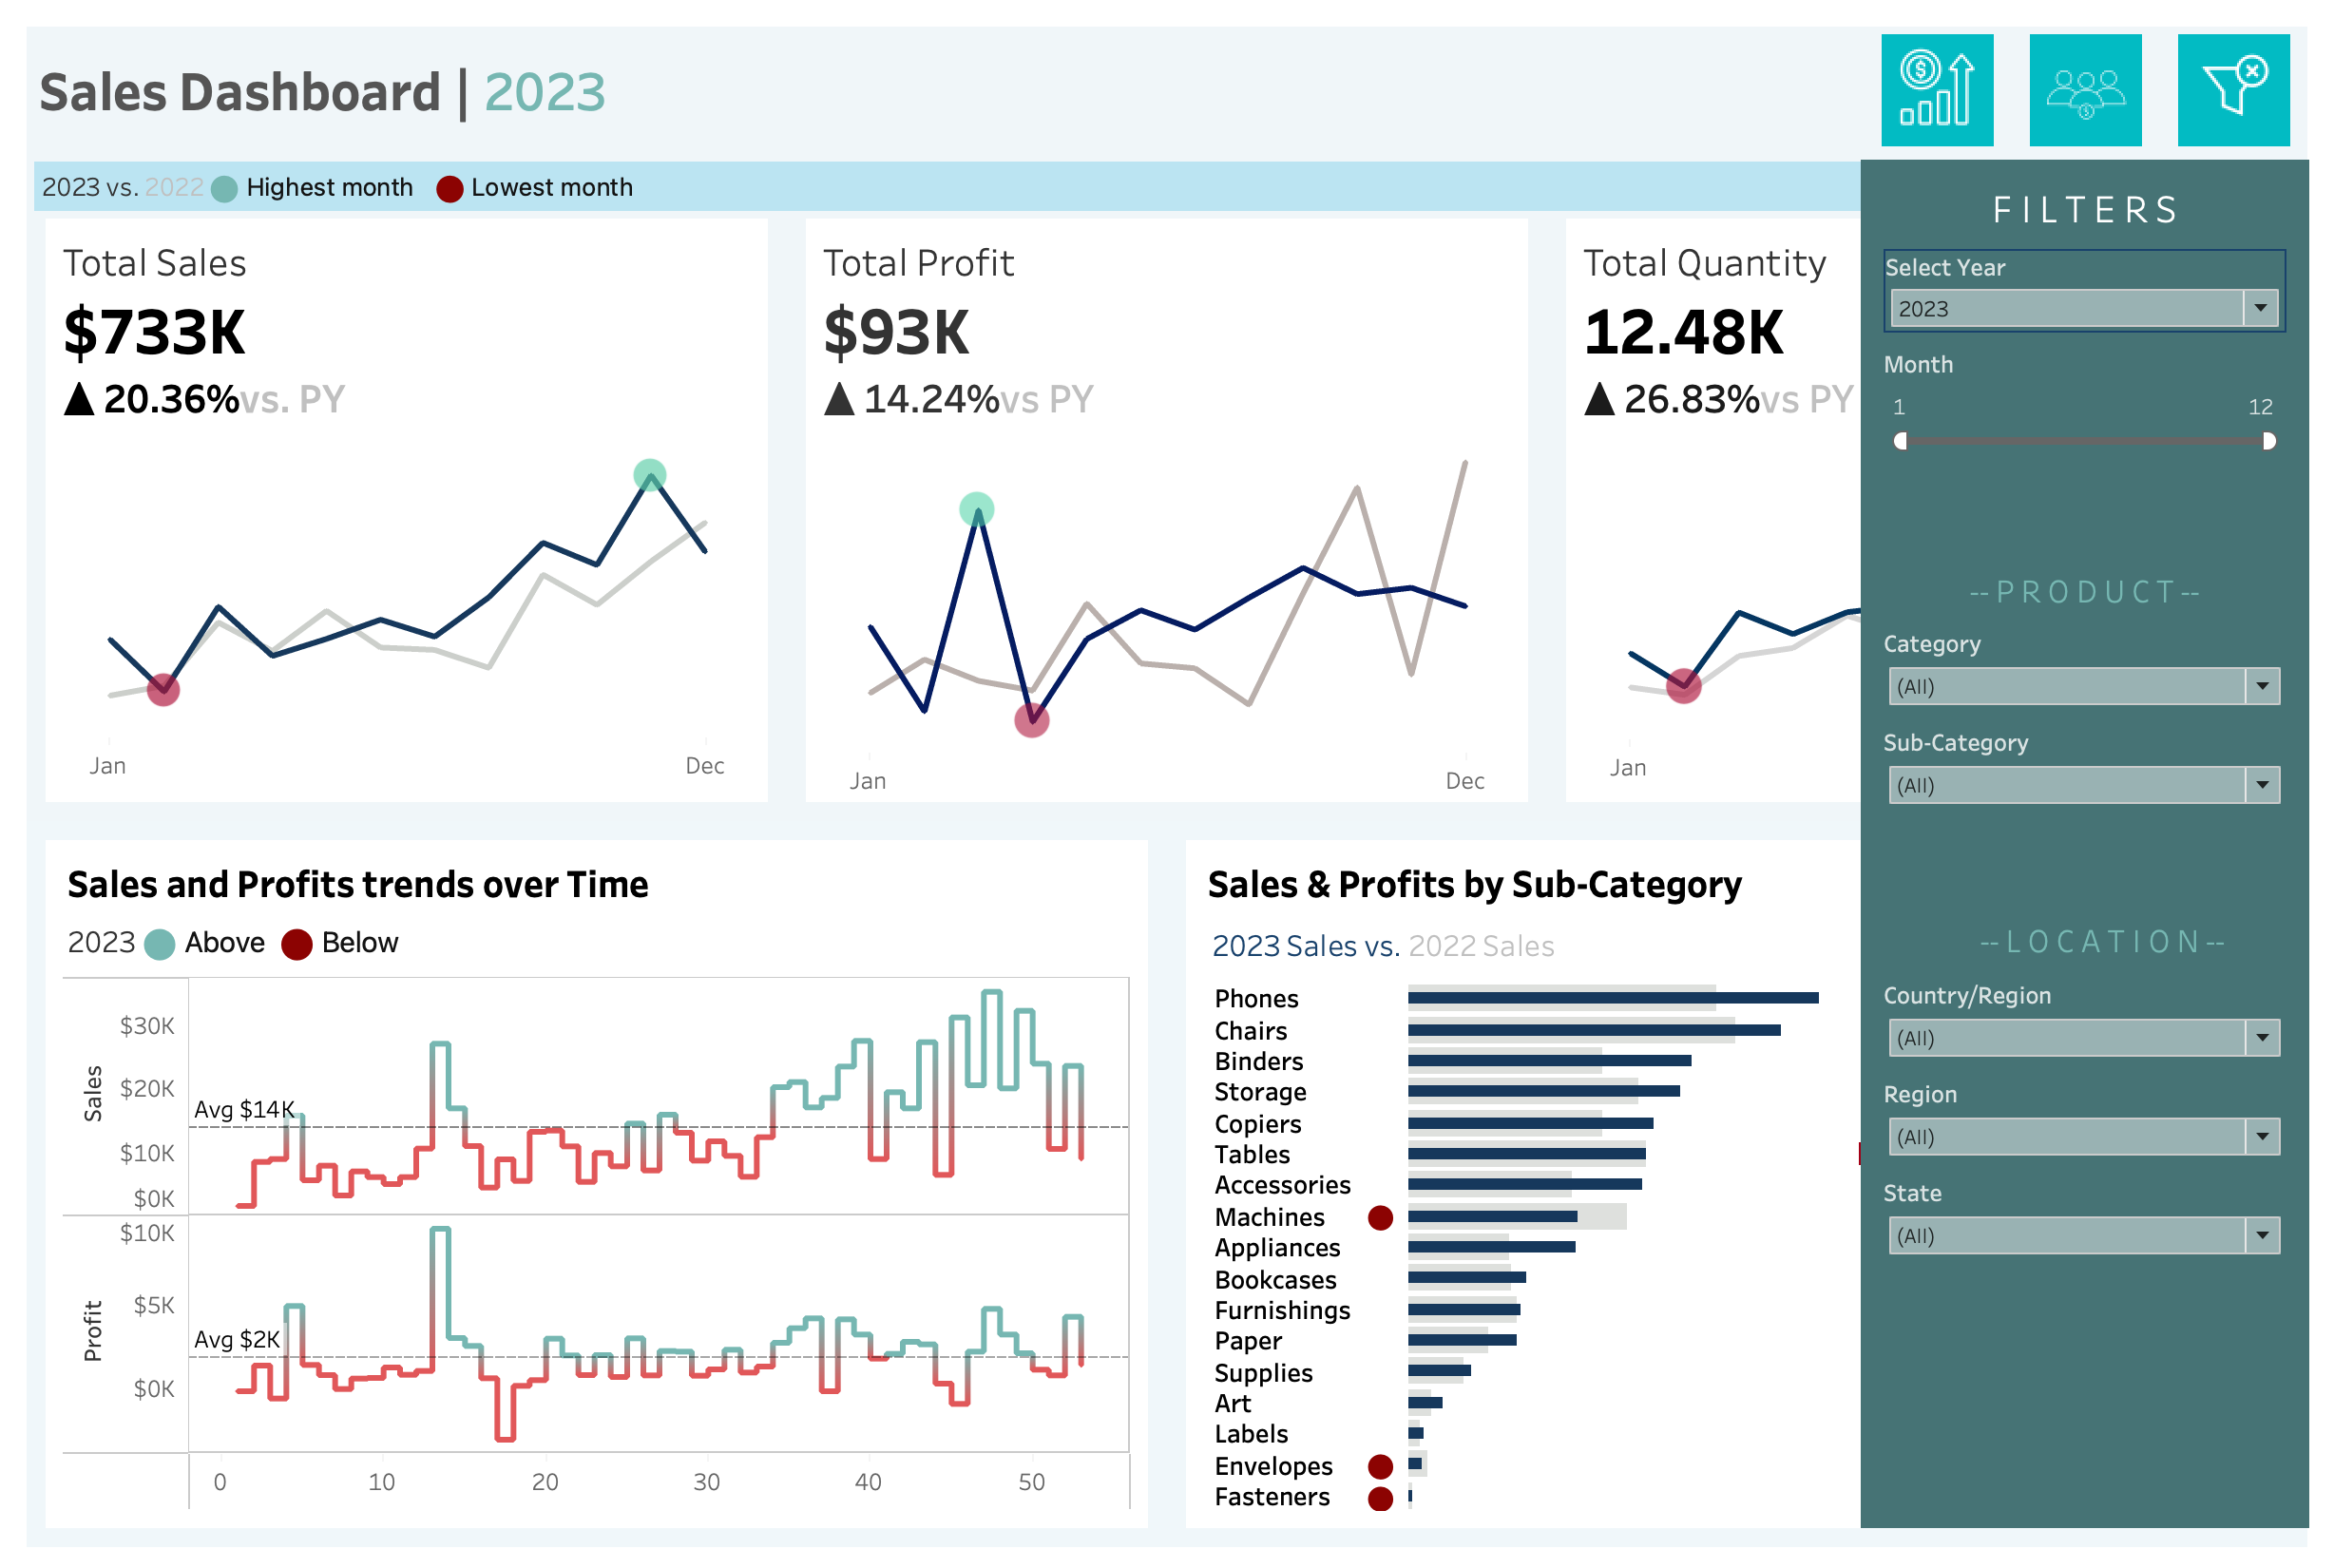 Sales Dashboard | 2023
2023 vs. 2022 Highest month Lowest month
Total Sales
$733K
▲ 20.36%vs. PY
Jan Dec
Total Profit
$93K
▲ 14.24%vs PY
Jan Dec
Total Quantity
12.48K
▲ 26.83%vs PY
Jan
Sales and Profits trends over Time
2023 Above Below
Sales
$30K
$20K
Avg $14K
$10K
$0K
Profit
$10K
$5K
Avg $2K
$0K
0 10 20 30 40 50
Sales & Profits by Sub-Category
2023 Sales vs. 2022 Sales
Phones
Chairs
Binders
Storage
Copiers
Tables
Accessories
Machines
Appliances
Bookcases
Furnishings
Paper
Supplies
Art
Labels
Envelopes
Fasteners
FILTERS
Select Year
2023
Month
1 12
--PRODUCT--
Category
(All)
Sub-Category
(All)
--LOCATION--
Country/Region
(All)
Region
(All)
State
(All)